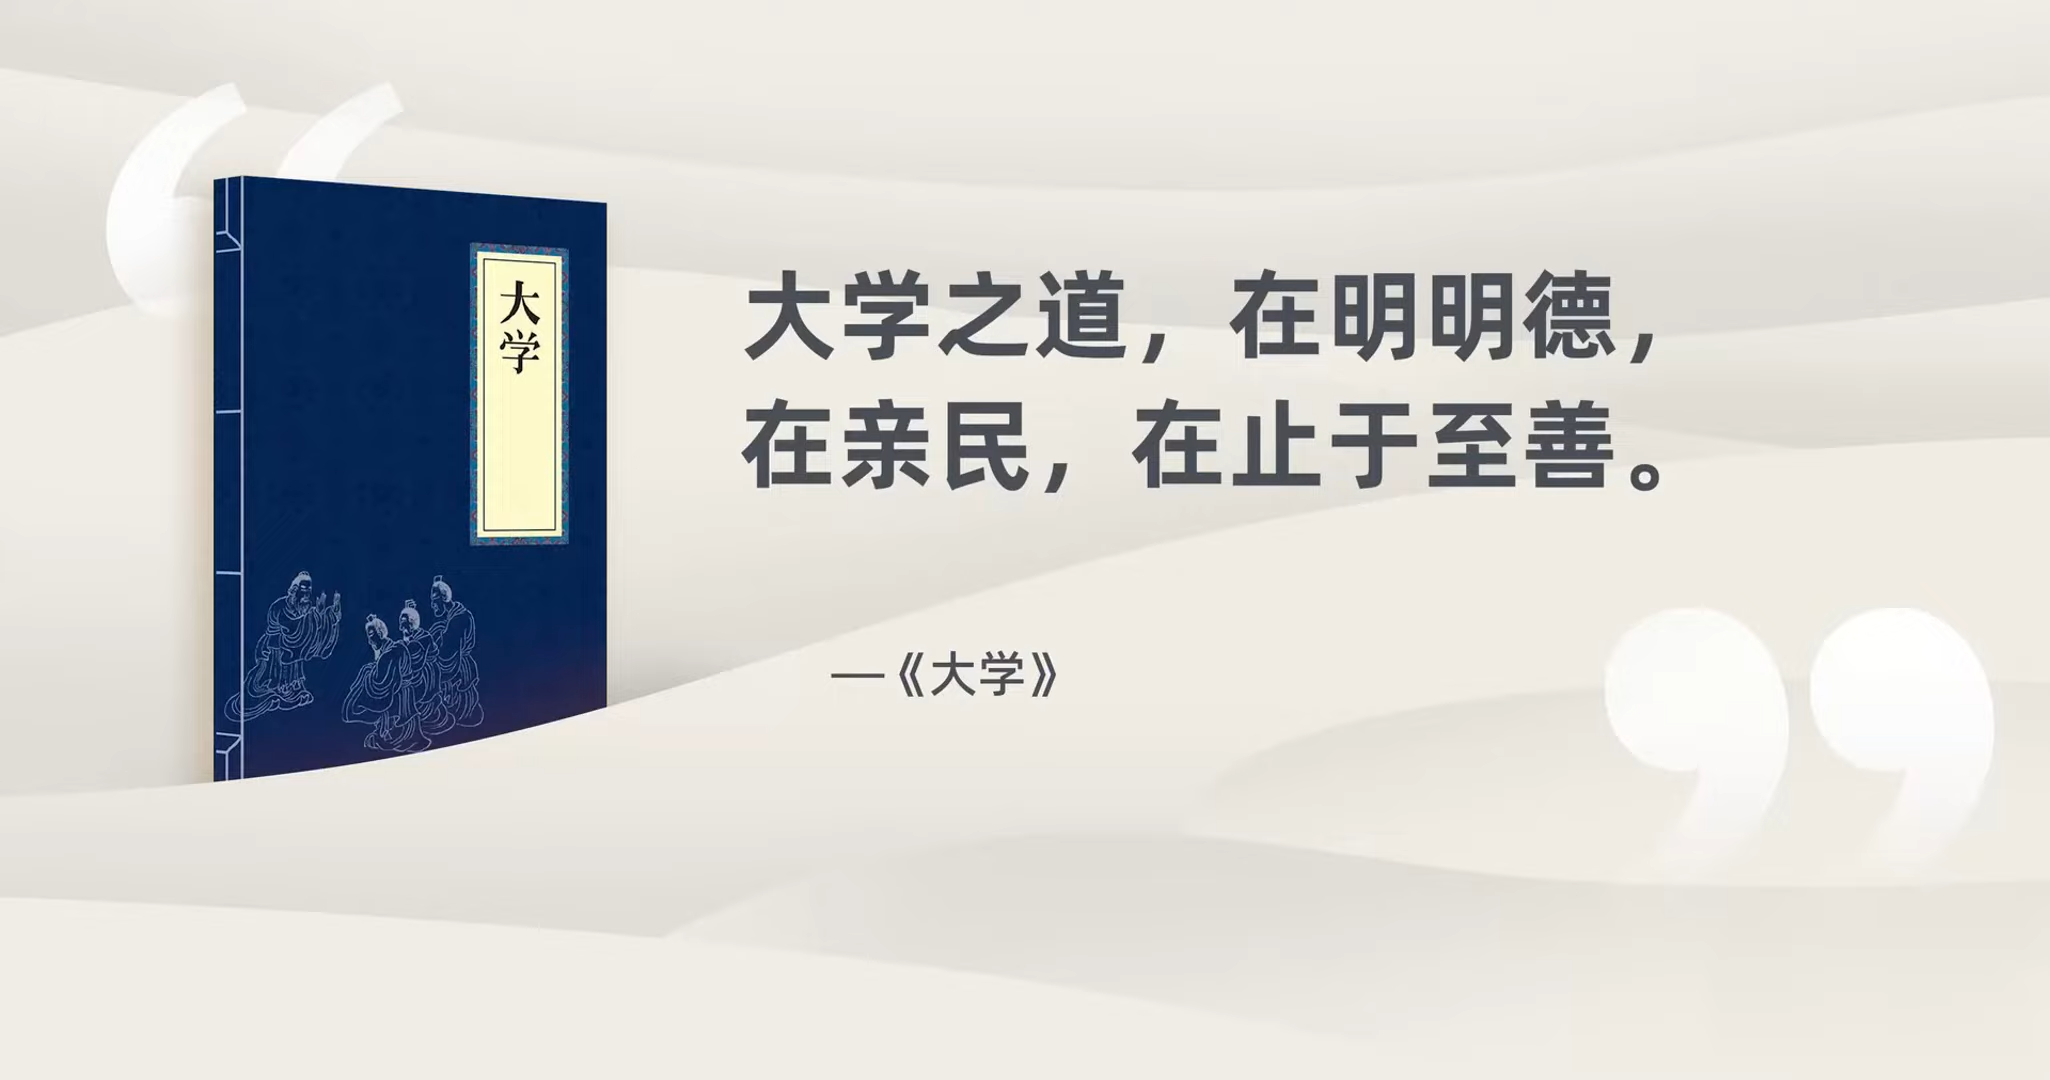 大学
大学之道，在明明德，
在亲民，在止于至善。
—《大学》